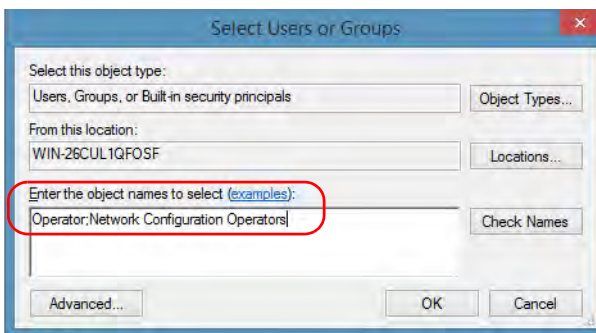 Select Users or Groups
Select this object type:
Users, Groups, or Built-in security principals
Object Types...
From this location:
WIN-26CUL1QFOSF
Locations...
Enter the object names to select (examples):
Operator;Network Configuration Operators
Check Names
Advanced...
OK
Cancel